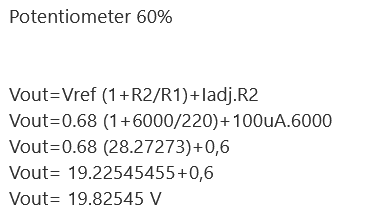 Potentiometer 60%
Vout=Vref (1+R2/R1)+Iadj.R2
Vout=0.68 (1+6000/220)+100uA.6000
Vout=0.68 (28.27273)+0,6
Vout= 19.22545455+0,6
Vout= 19.82545 V